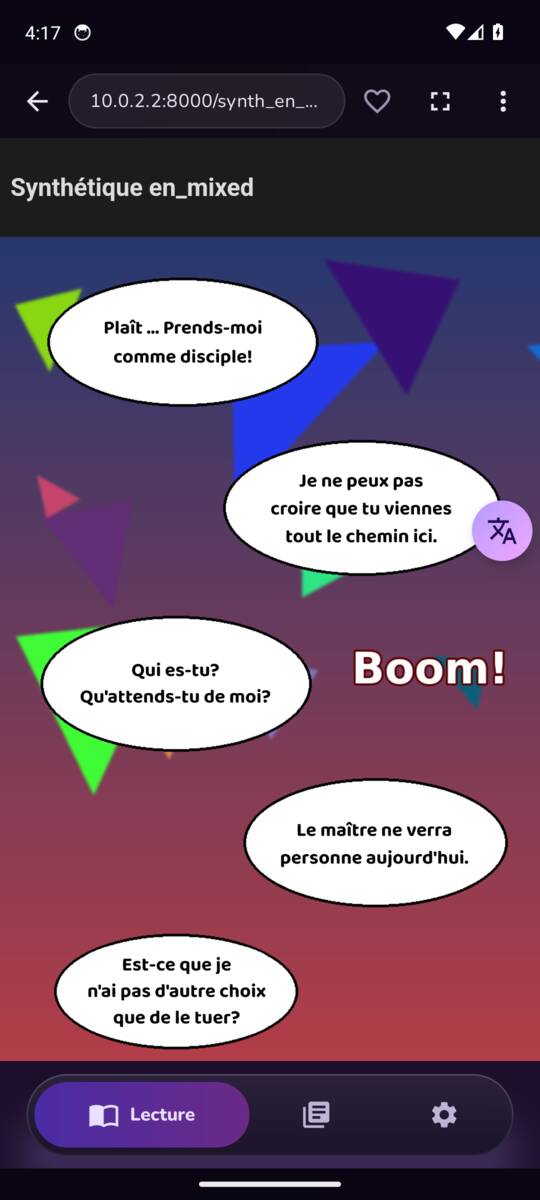 4:17
10.0.2.2:8000/synth_en_...
Synthétique en_mixed
Plaît ... Prends-moi
comme disciple!
Je ne peux pas
croire que tu viennes
tout le chemin ici.
Qui es-tu?
Qu'attends-tu de moi?
Boom!
Le maître ne verra
personne aujourd'hui.
Est-ce que je
n'ai pas d'autre choix
que de le tuer?
Lecture